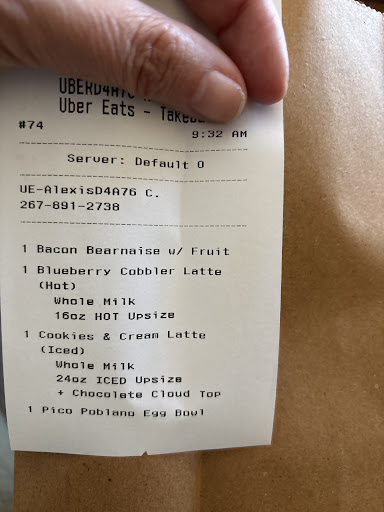 UBERD4A76
Uber Eats - Takeou
#74
9:32 AM
Server: Default 0
UE-AlexisD4A76 C.
267-891-2738
1 Bacon Bearnaise w/ Fruit
1 Blueberry Cobbler Latte
(Hot)
Whole Milk
16oz HOT Upsize
1 Cookies & Cream Latte
(Iced)
Whole Milk
24oz ICED Upsize
+ Chocolate Cloud Top
1 Pico Poblano Egg Bowl